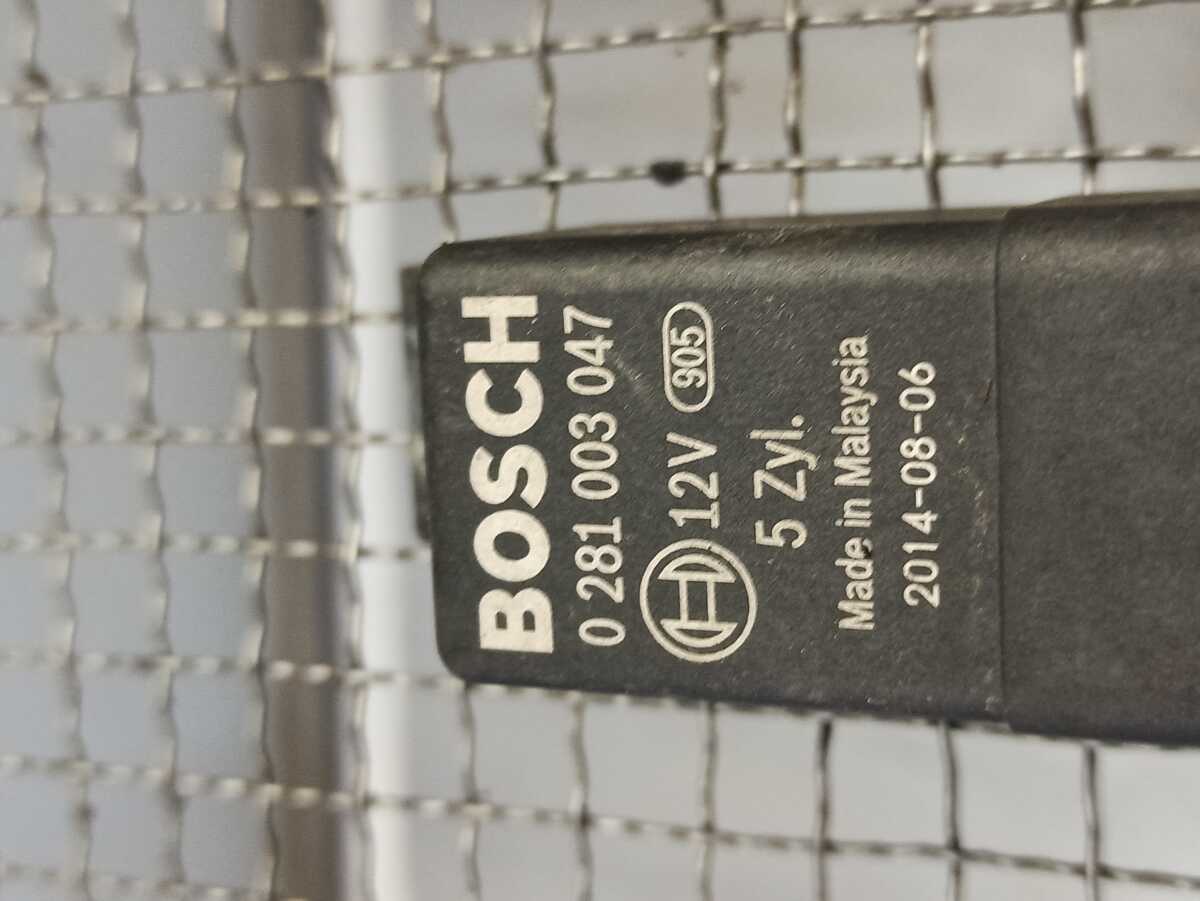 BOSCH
0 281 003 047
12V 905
5 Zyl.
Made in Malaysia
2014-08-06